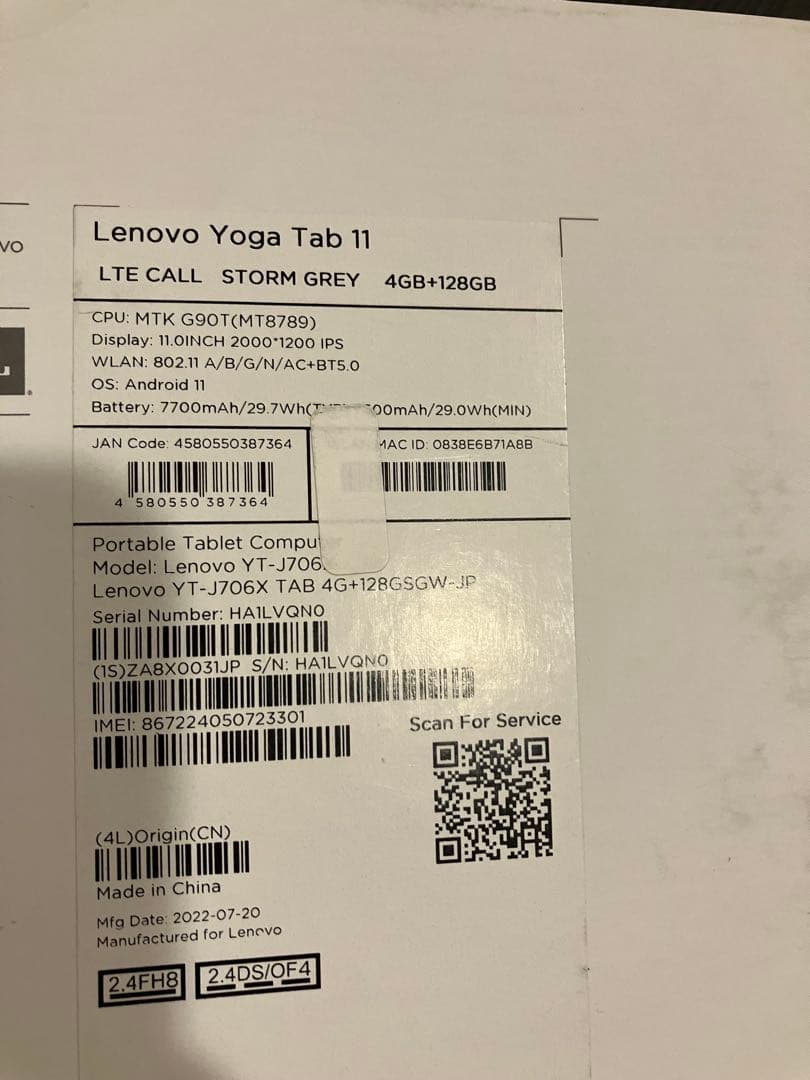 VO
L
Lenovo Yoga Tab 11
LTE CALL STORM GREY 4GB+128GB
CPU: MTK G90T(MT8789)
Display: 11.0INCH 2000*1200 IPS
WLAN: 802.11 A/B/G/N/AC+BT5.0
OS: Android 11
Battery: 7700mAh/29.7Wh( 00mAh/29.0Wh(MIN)
JAN Code: 4580550387364
MAC ID: 0838E6B71A8B
4 580550 387364
Portable Tablet Compu
Model: Lenovo YT-J706
Lenovo YT-J706X TAB 4G+128GSGW-JP
Serial Number: HA1LVQN0
(1S)ZA8X0031JP S/N: HA1LVQN0
IMEI: 867224050723301
Scan For Service
(4L)Origin(CN)
Made in China
Mfg Date: 2022-07-20
Manufactured for Lenovo
2.4FH8 2.4DS/OF4